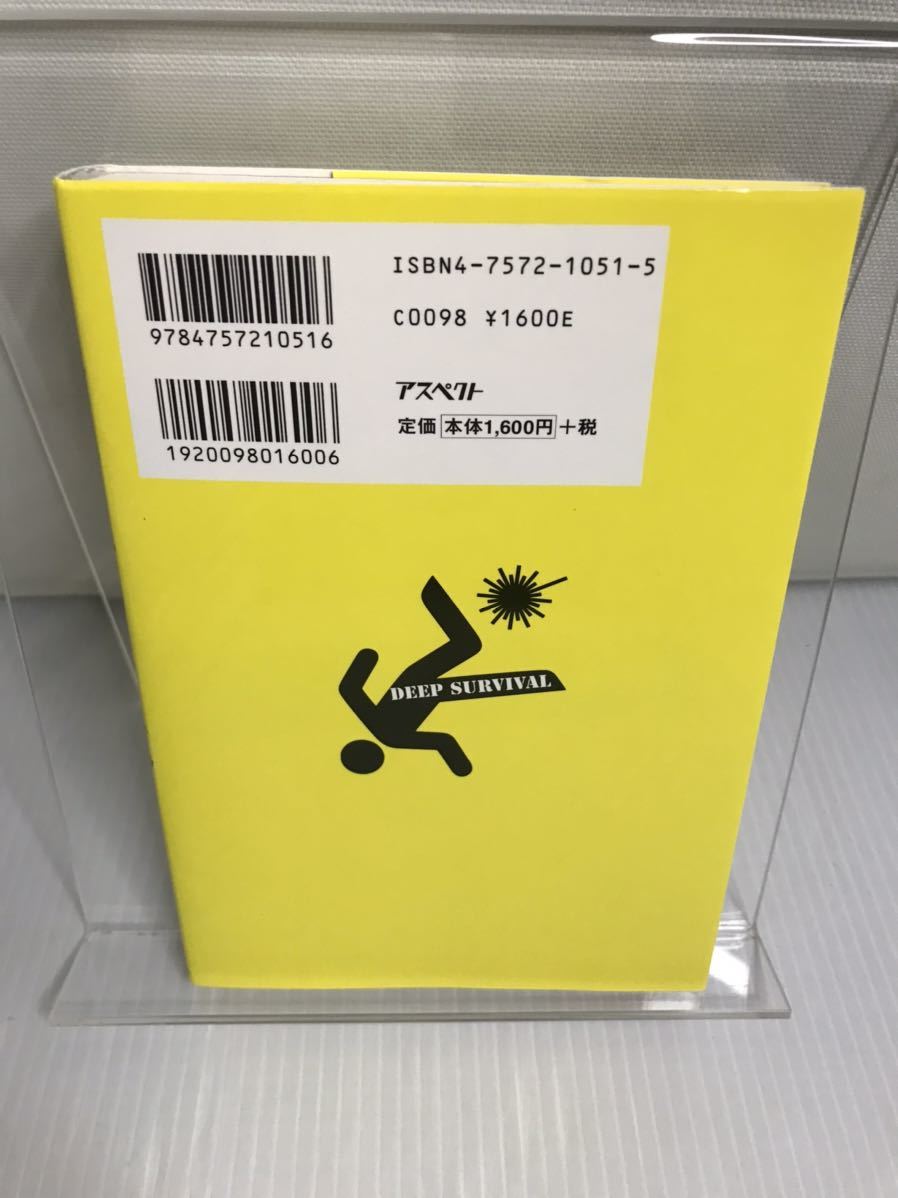 ISBN4-7572-1051-5
9784757210516
C0098 ¥1600E
アスペクト
定価 本体1,600円 +税
1920098016006
DEEP SURVIVAL